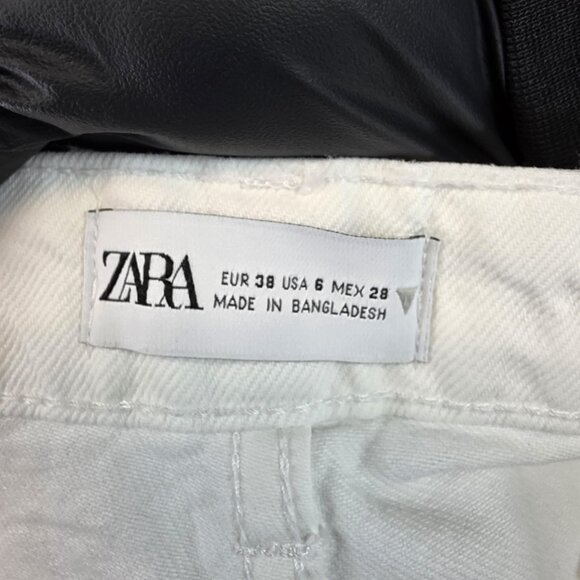 ZARA
EUR 38 USA 6 MEX 28
MADE IN BANGLADESH